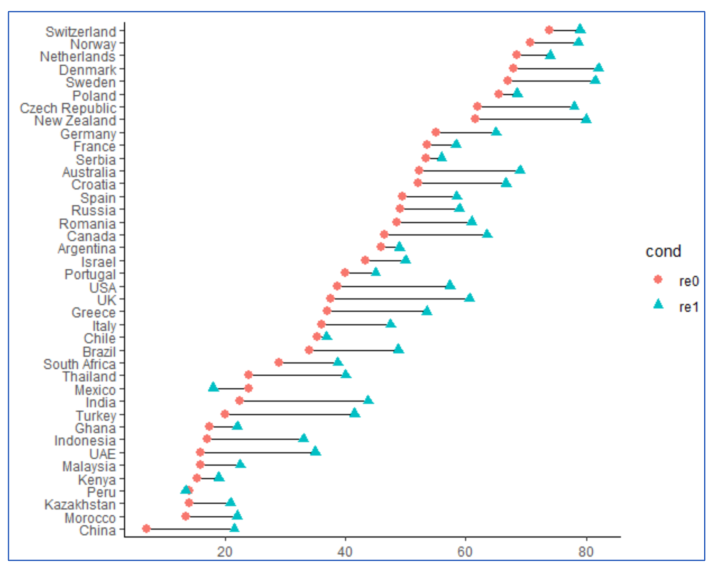 Switzerland
Norway
Netherlands
Denmark
Sweden
Poland
Czech Republic
New Zealand
Germany
France
Serbia
Australia
Croatia
Spain
Russia
Romania
Canada
Argentina
Israel
Portugal
USA
UK
Greece
Italy
Chile
Brazil
South Africa
Thailand
Mexico
India
Turkey
Ghana
Indonesia
UAE
Malaysia
Kenya
Peru
Kazakhstan
Morocco
China
20 40 60 80
cond
re0
re1